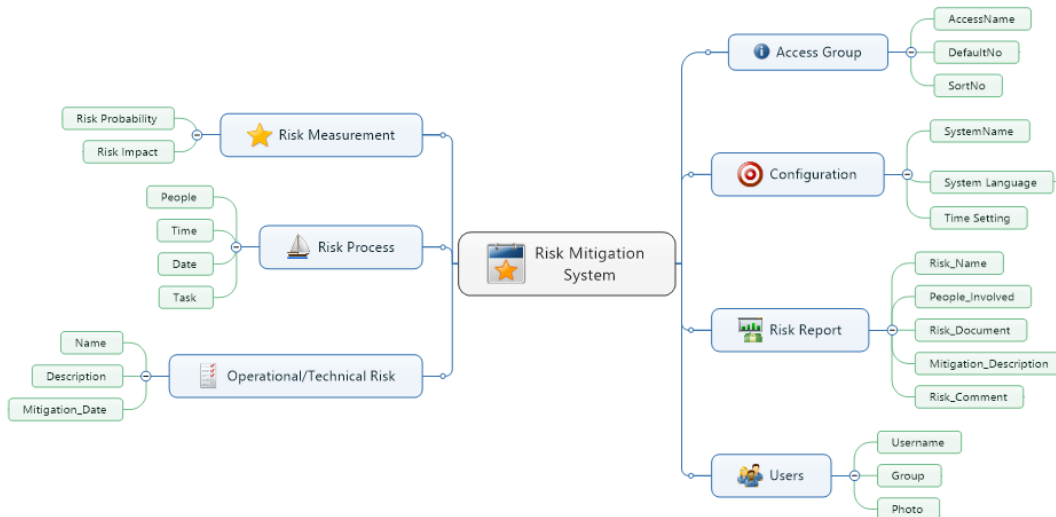 Risk Mitigation
System
Risk Measurement
Risk Probability
Risk Impact
Risk Process
People
Time
Date
Task
Operational/Technical Risk
Name
Description
Mitigation_Date
Access Group
AccessName
DefaultNo
SortNo
Configuration
SystemName
System Language
Time Setting
Risk Report
Risk_Name
People_Involved
Risk_Document
Mitigation_Description
Risk_Comment
Users
Username
Group
Photo